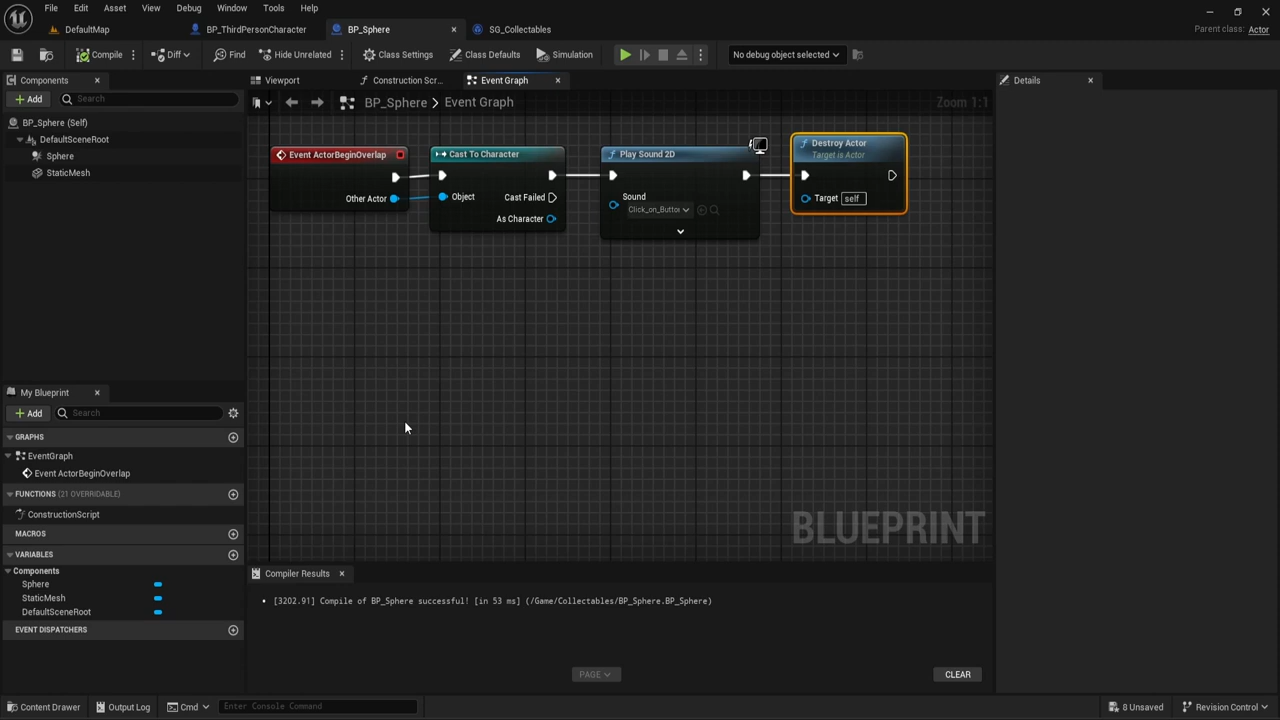 File Edit Asset View Debug Window Tools Help
DefaultMap BP_ThirdPersonCharacter BP_Sphere SG_Collectables Parent class: Actor
Compile Diff Find Hide Unrelated Class Settings Class Defaults Simulation No debug object selected
Components
Add Search
BP_Sphere (Self)
DefaultSceneRoot
Sphere
StaticMesh
Viewport Construction Scr... Event Graph
BP_Sphere > Event Graph Zoom 1:1
Event ActorBeginOverlap
Other Actor
Cast To Character
Object Cast Failed
As Character
Play Sound 2D
Sound
Click_on_Button
Destroy Actor
Target is Actor
Target self
BLUEPRINT
Details
My Blueprint
Add Search
GRAPHS
EventGraph
Event ActorBeginOverlap
FUNCTIONS (21 OVERRIDABLE)
ConstructionScript
MACROS
VARIABLES
Components
Sphere
StaticMesh
DefaultSceneRoot
EVENT DISPATCHERS
Compiler Results
[3202.91] Compile of BP_Sphere successful! [in 53 ms] (/Game/Collectables/BP_Sphere.BP_Sphere)
PAGE CLEAR
Content Drawer Output Log Cmd Enter Console Command 8 Unsaved Revision Control